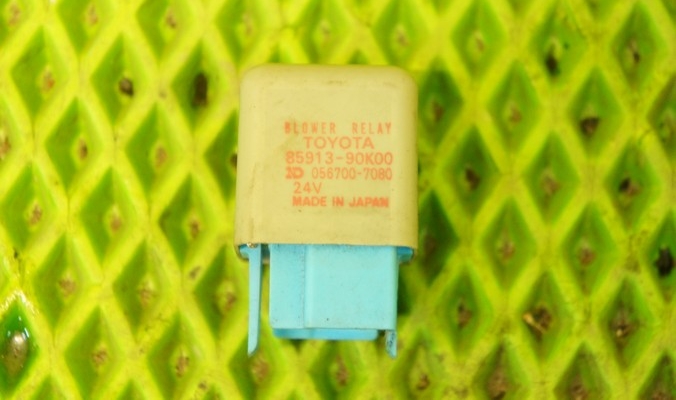 BLOWER RELAY
TOYOTA
85913-90K00
056700-7080
24V
MADE IN JAPAN